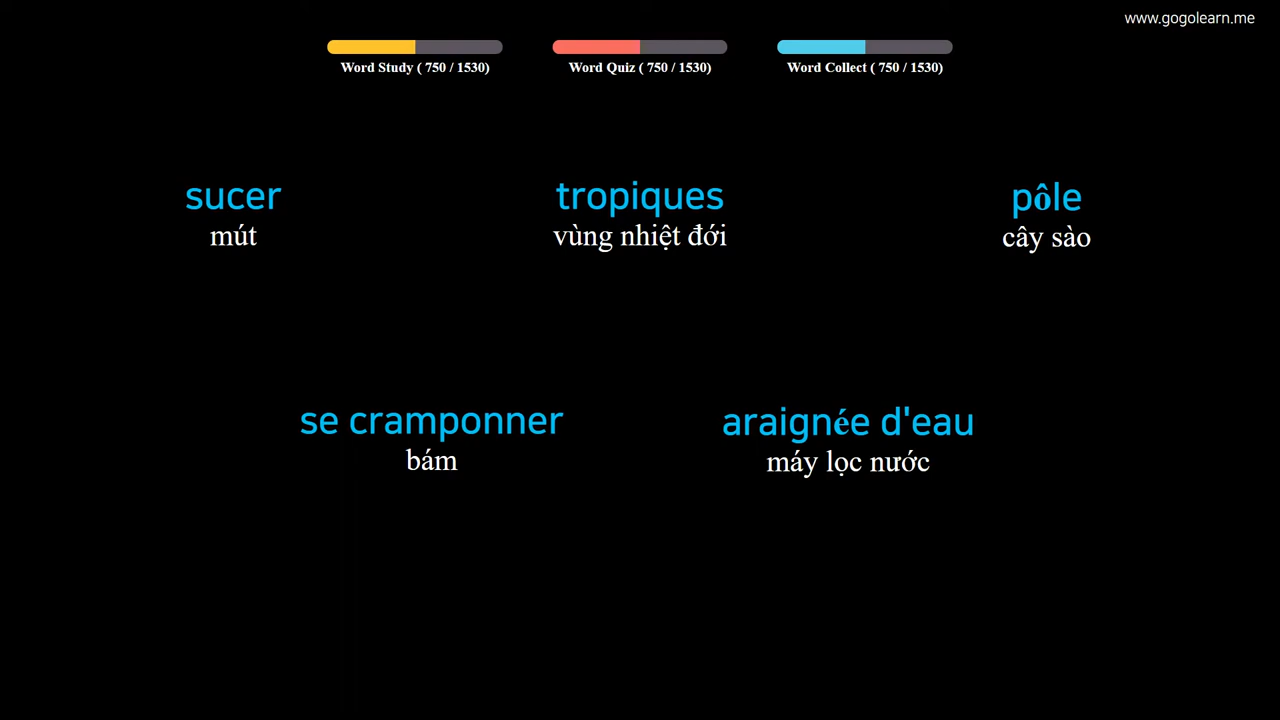 www.gogolearn.me
Word Study ( 750 / 1530)
Word Quiz ( 750 / 1530)
Word Collect ( 750 / 1530)
sucer
mút
tropiques
vùng nhiệt đới
pôle
cây sào
se cramponner
bám
araignée d'eau
máy lọc nước